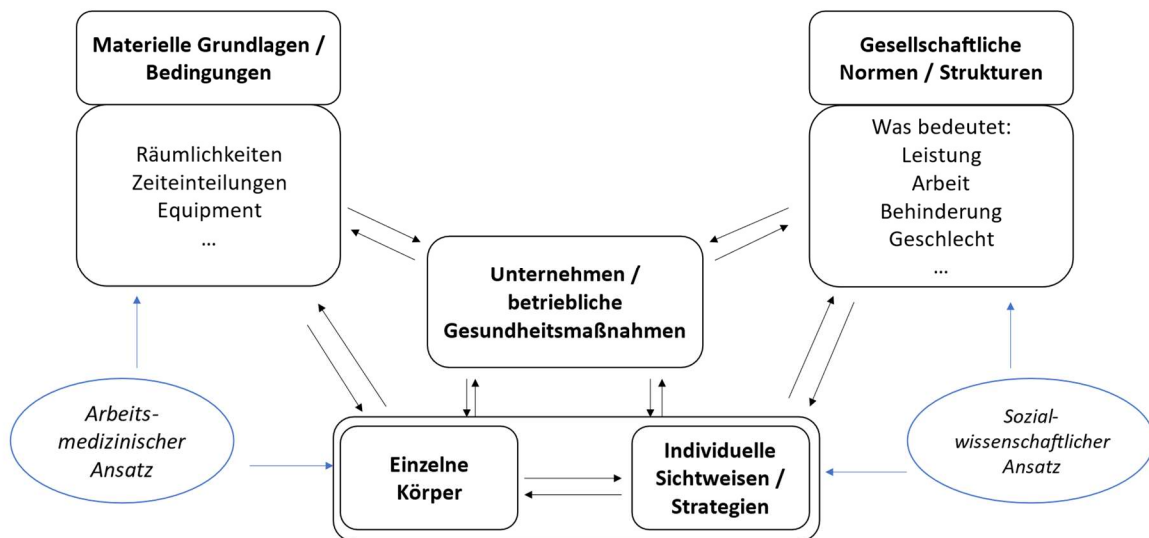 Materielle Grundlagen /
Bedingungen
Räumlichkeiten
Zeiteinteilungen
Equipment
...
Gesellschaftliche
Normen / Strukturen
Was bedeutet:
Leistung
Arbeit
Behinderung
Geschlecht
...
Unternehmen /
betriebliche
Gesundheitsmaßnahmen
Arbeits-
medizinischer
Ansatz
Einzelne
Körper
Individuelle
Sichtweisen /
Strategien
Sozial-
wissenschaftlicher
Ansatz